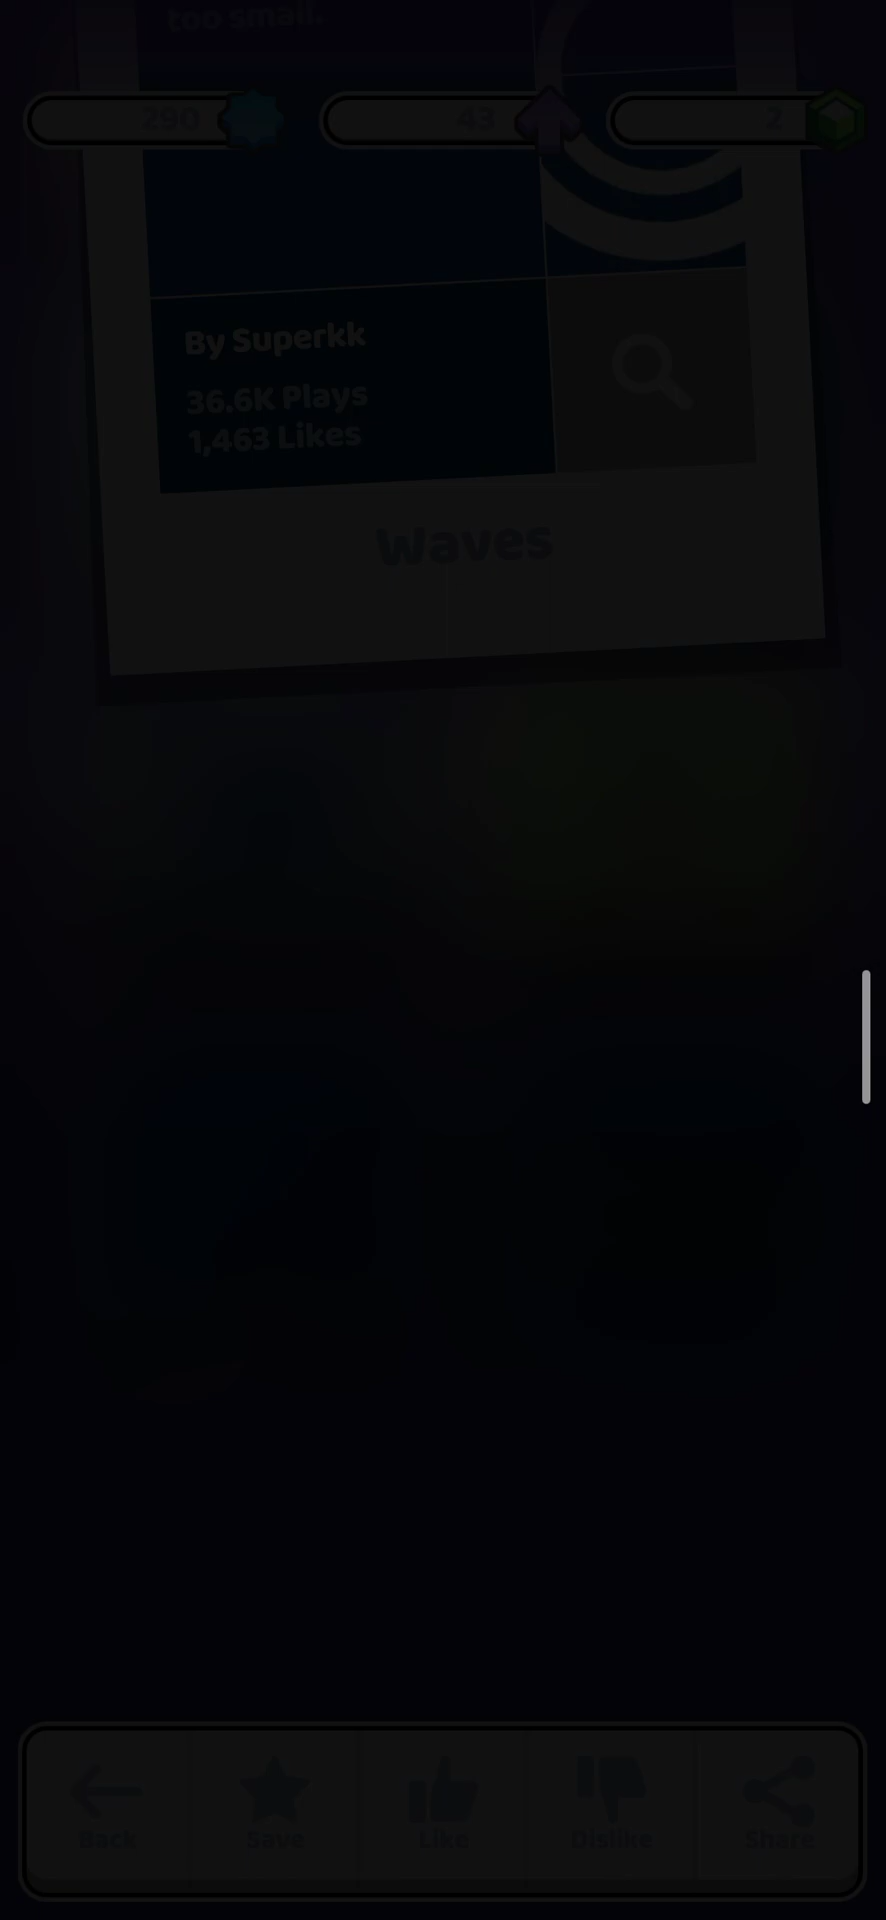 too small.
290
43
2
By Superkk
36.6K Plays
1,463 Likes
Waves
Back
Save
Like
Dislike
Share